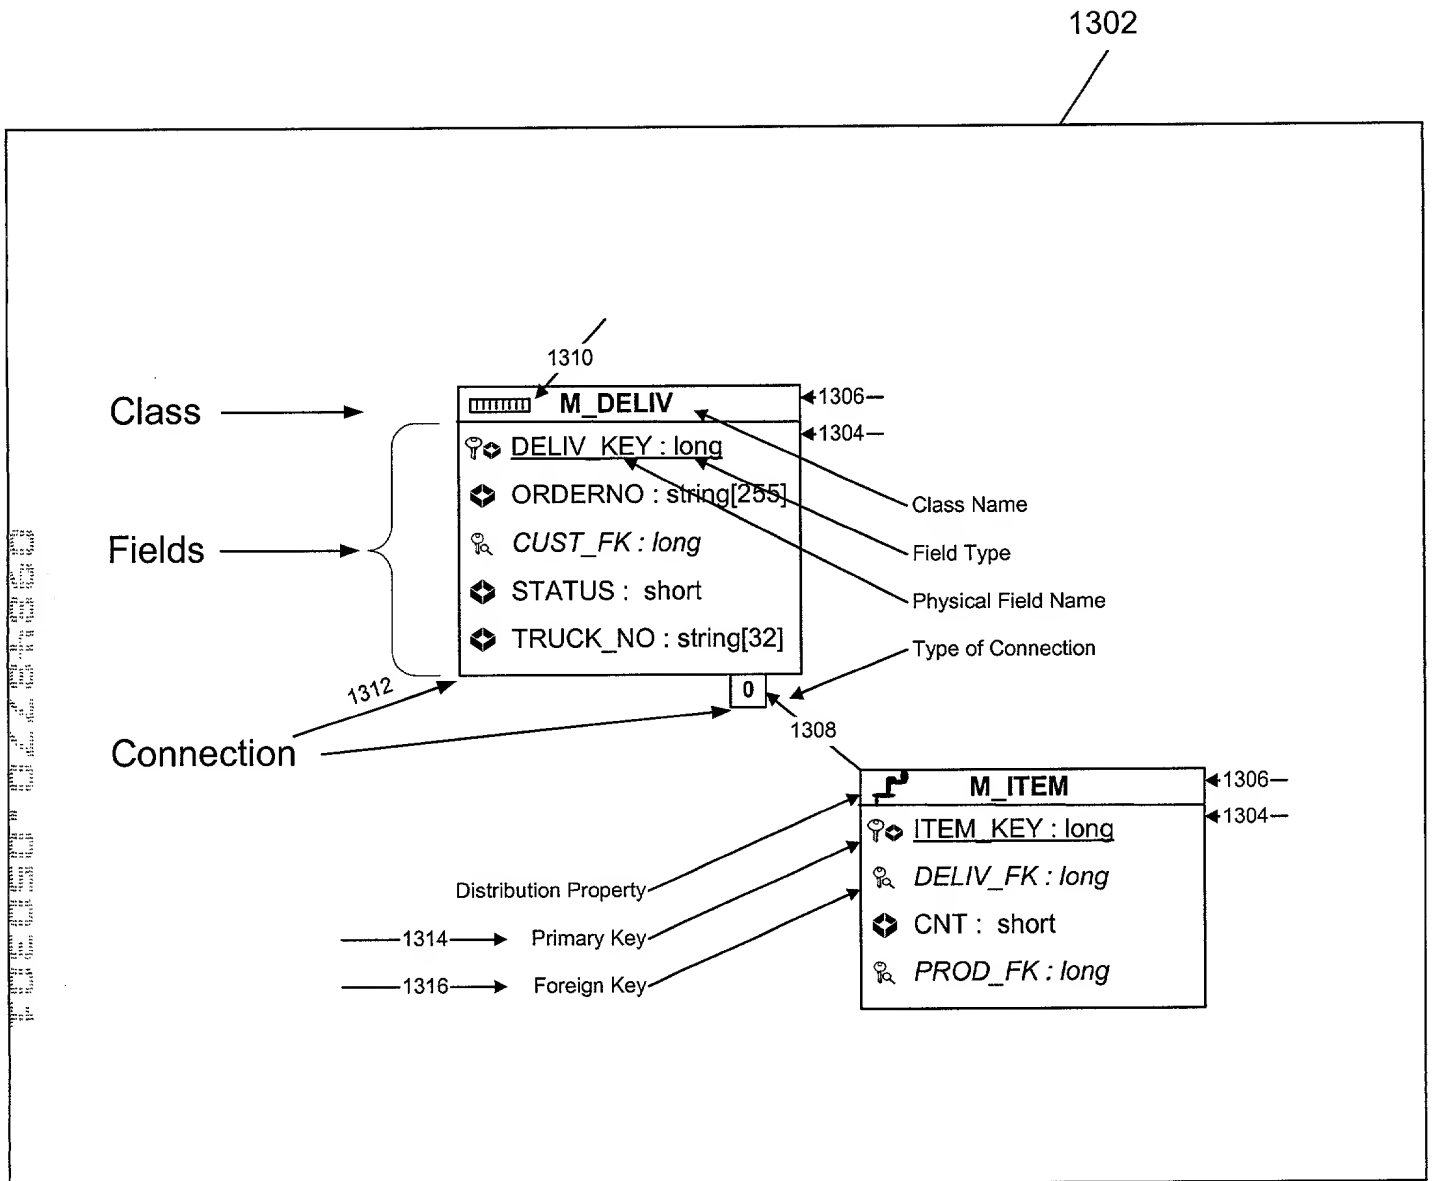 1302
1310
Class
M_DELIV
1306
1304
DELIV_KEY : long
ORDERNO : string[255]
Class Name
Fields
CUST_FK : long
Field Type
STATUS : short
Physical Field Name
TRUCK_NO : string[32]
Type of Connection
1312
0
1308
Connection
M_ITEM
1306
1304
ITEM_KEY : long
DELIV_FK : long
Distribution Property
CNT : short
1314
Primary Key
PROD_FK : long
1316
Foreign Key